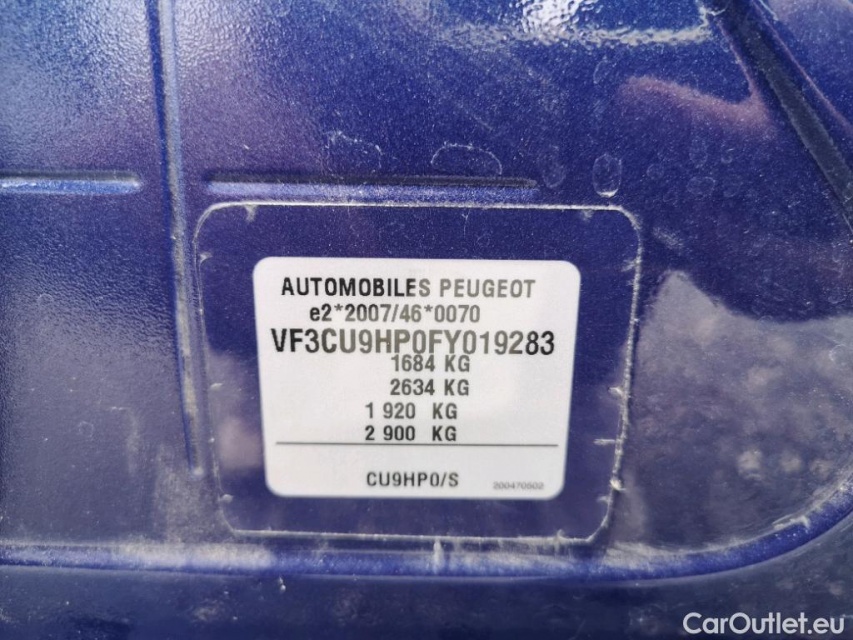 AUTOMOBILES PEUGEOT
e2*2007/46*0070
VF3CU9HP0FY019283
1684 KG
2634 KG
1 920 KG
2 900 KG
CU9HP0/S
200470502
CarOutlet.eu